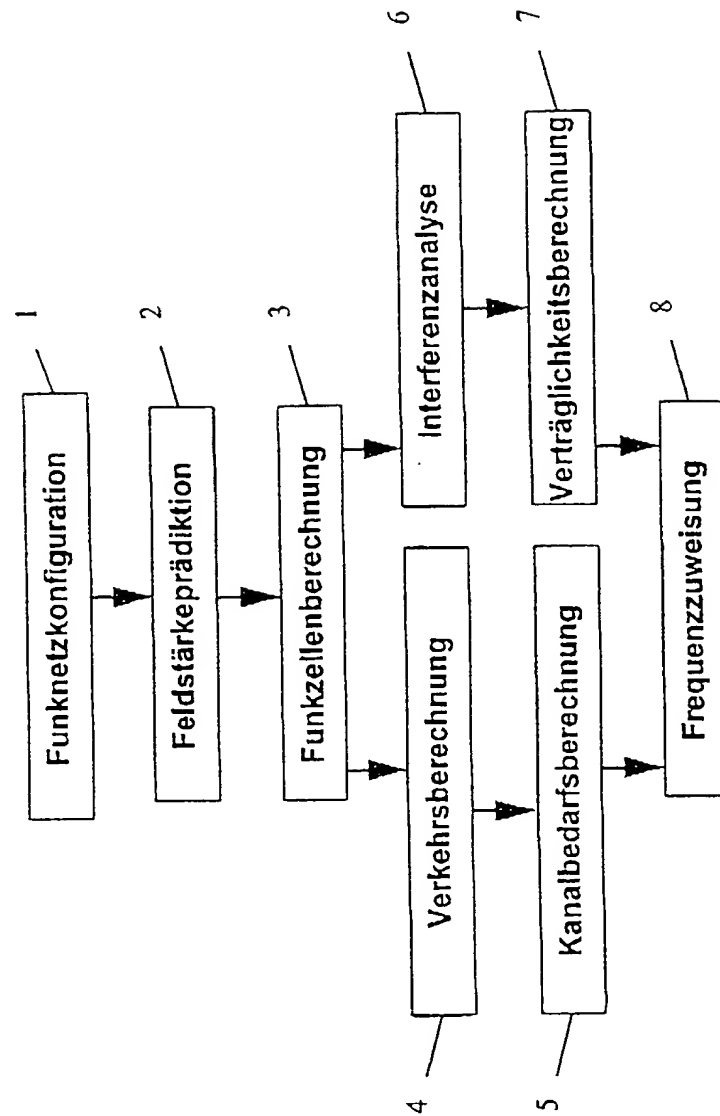 Funknetzkonfiguration
1
Feldstärkeprädiktion
2
Funkzellenberechnung
3
Verkehrsberechnung
4
Interferenzanalyse
6
Kanalbedarfsberechnung
5
Verträglichkeitsberechnung
7
Frequenzzuweisung
8